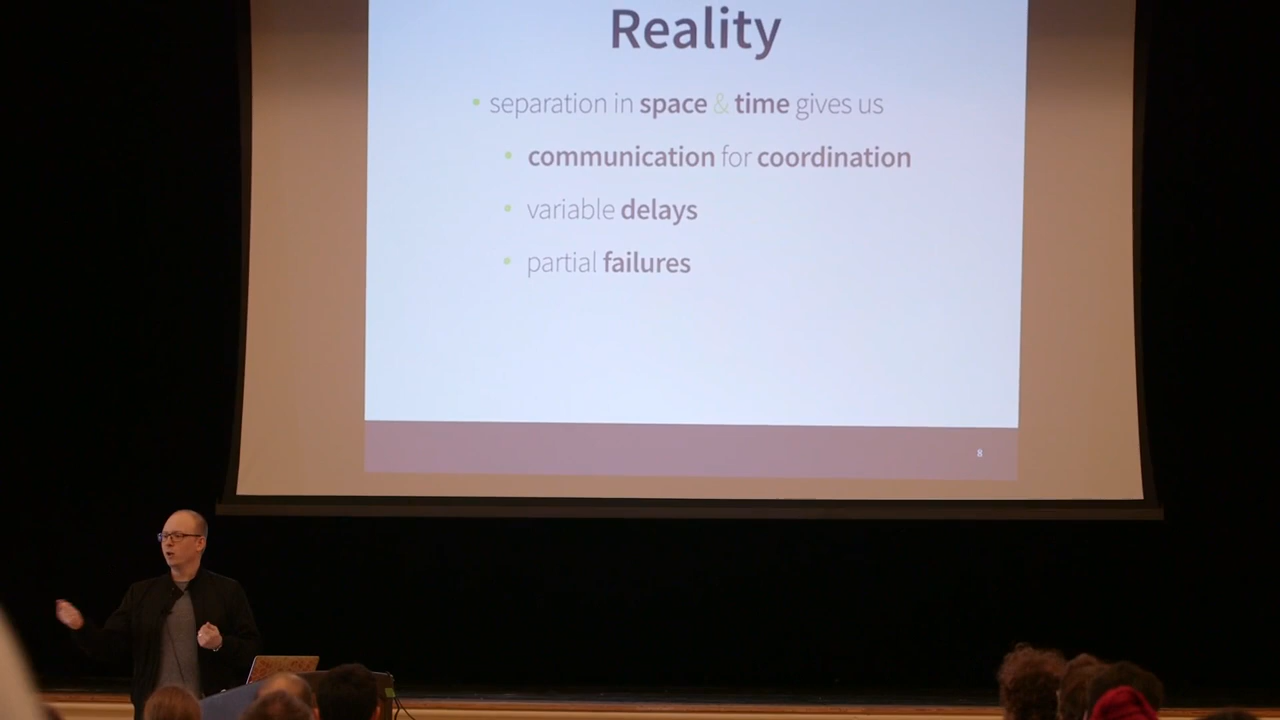 Reality
• separation in space & time gives us
• communication for coordination
• variable delays
• partial failures
8